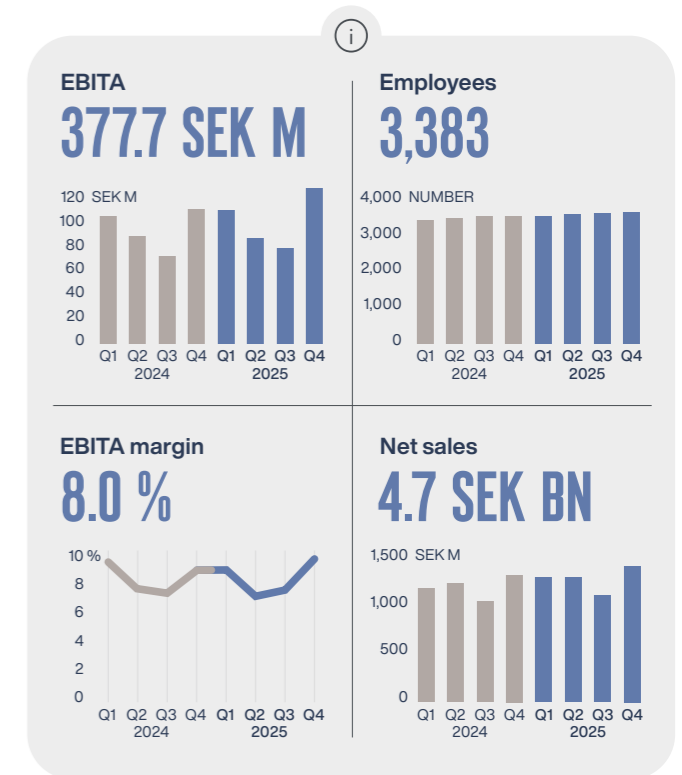 i
EBITA
377.7 SEK M
120 SEK M
100
80
60
40
20
0
Q1 Q2 Q3 Q4 Q1 Q2 Q3 Q4
2024 2025
Employees
3,383
4,000 NUMBER
3,000
2,000
1,000
0
Q1 Q2 Q3 Q4 Q1 Q2 Q3 Q4
2024 2025
EBITA margin
8.0 %
10 %
8
6
4
2
0
Q1 Q2 Q3 Q4 Q1 Q2 Q3 Q4
2024 2025
Net sales
4.7 SEK BN
1,500 SEK M
1,000
500
0
Q1 Q2 Q3 Q4 Q1 Q2 Q3 Q4
2024 2025